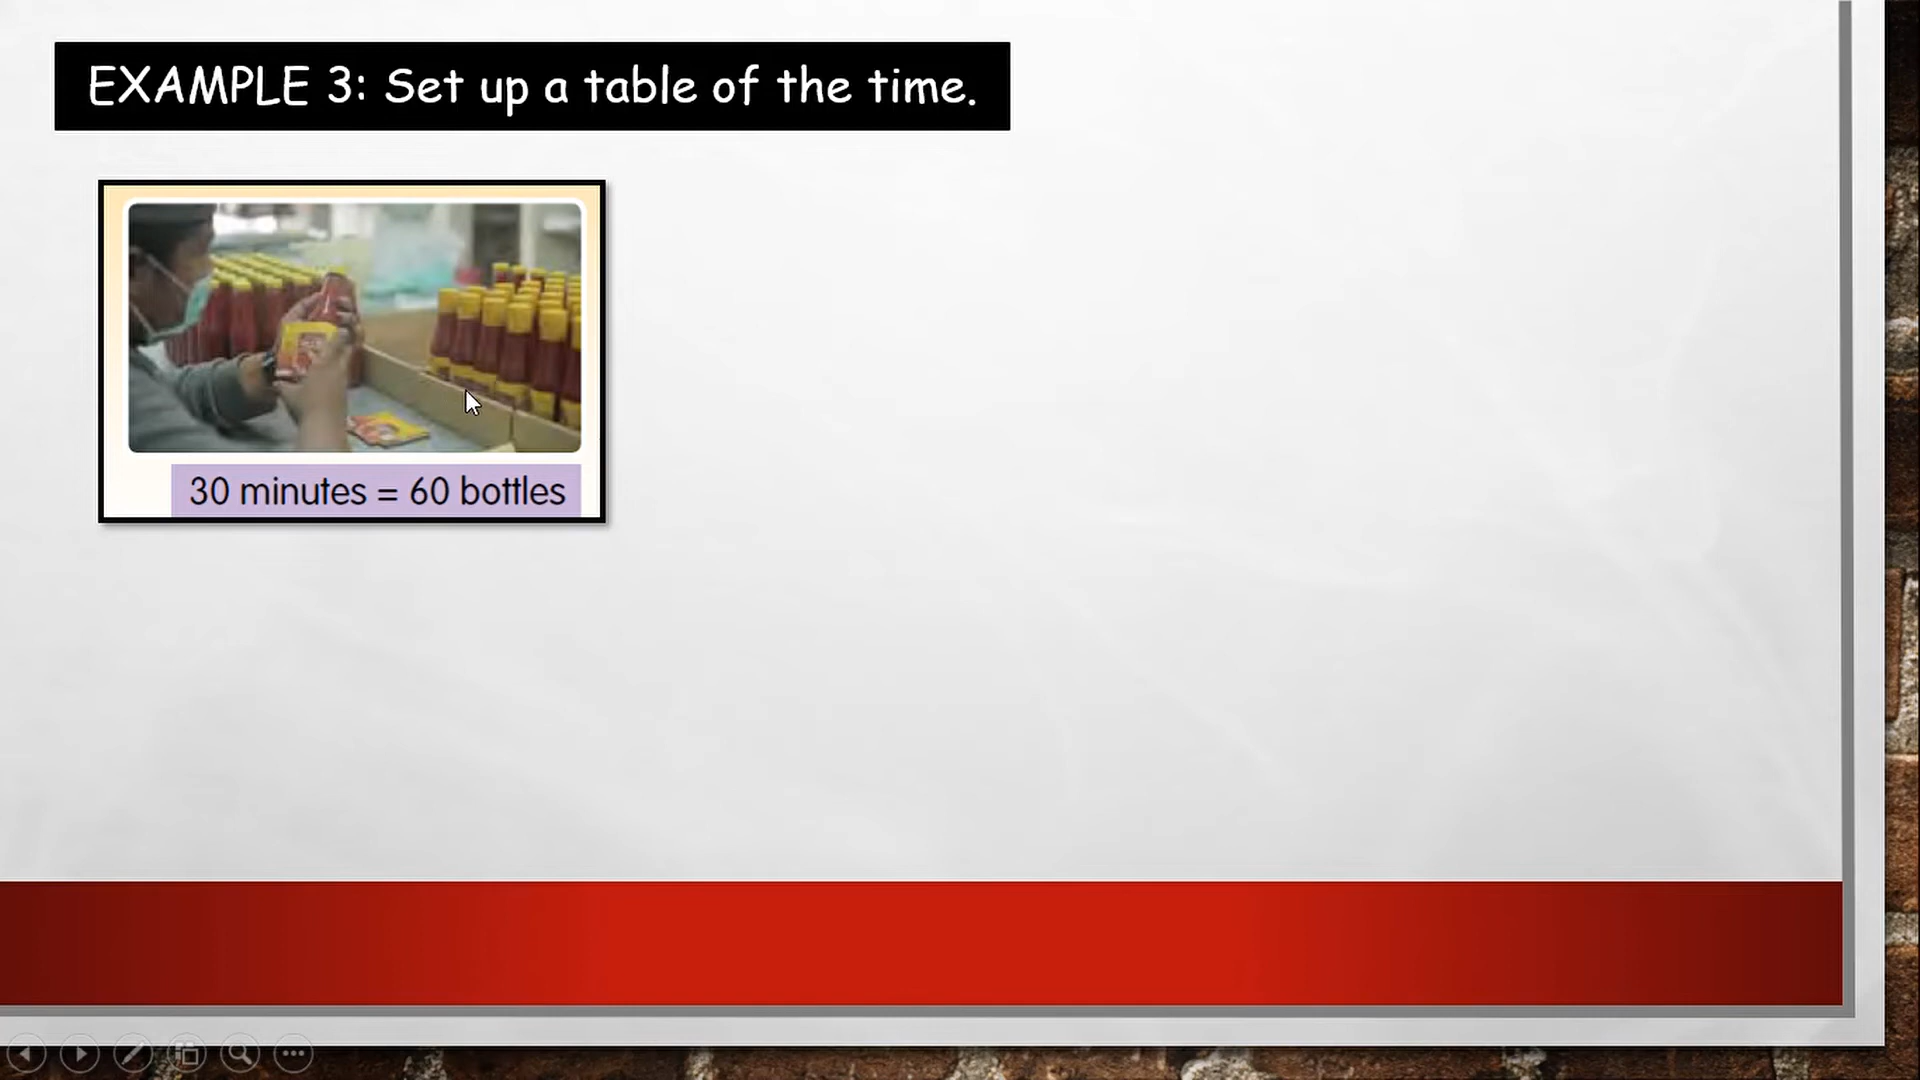 EXAMPLE 3: Set up a table of the time.
30 minutes = 60 bottles